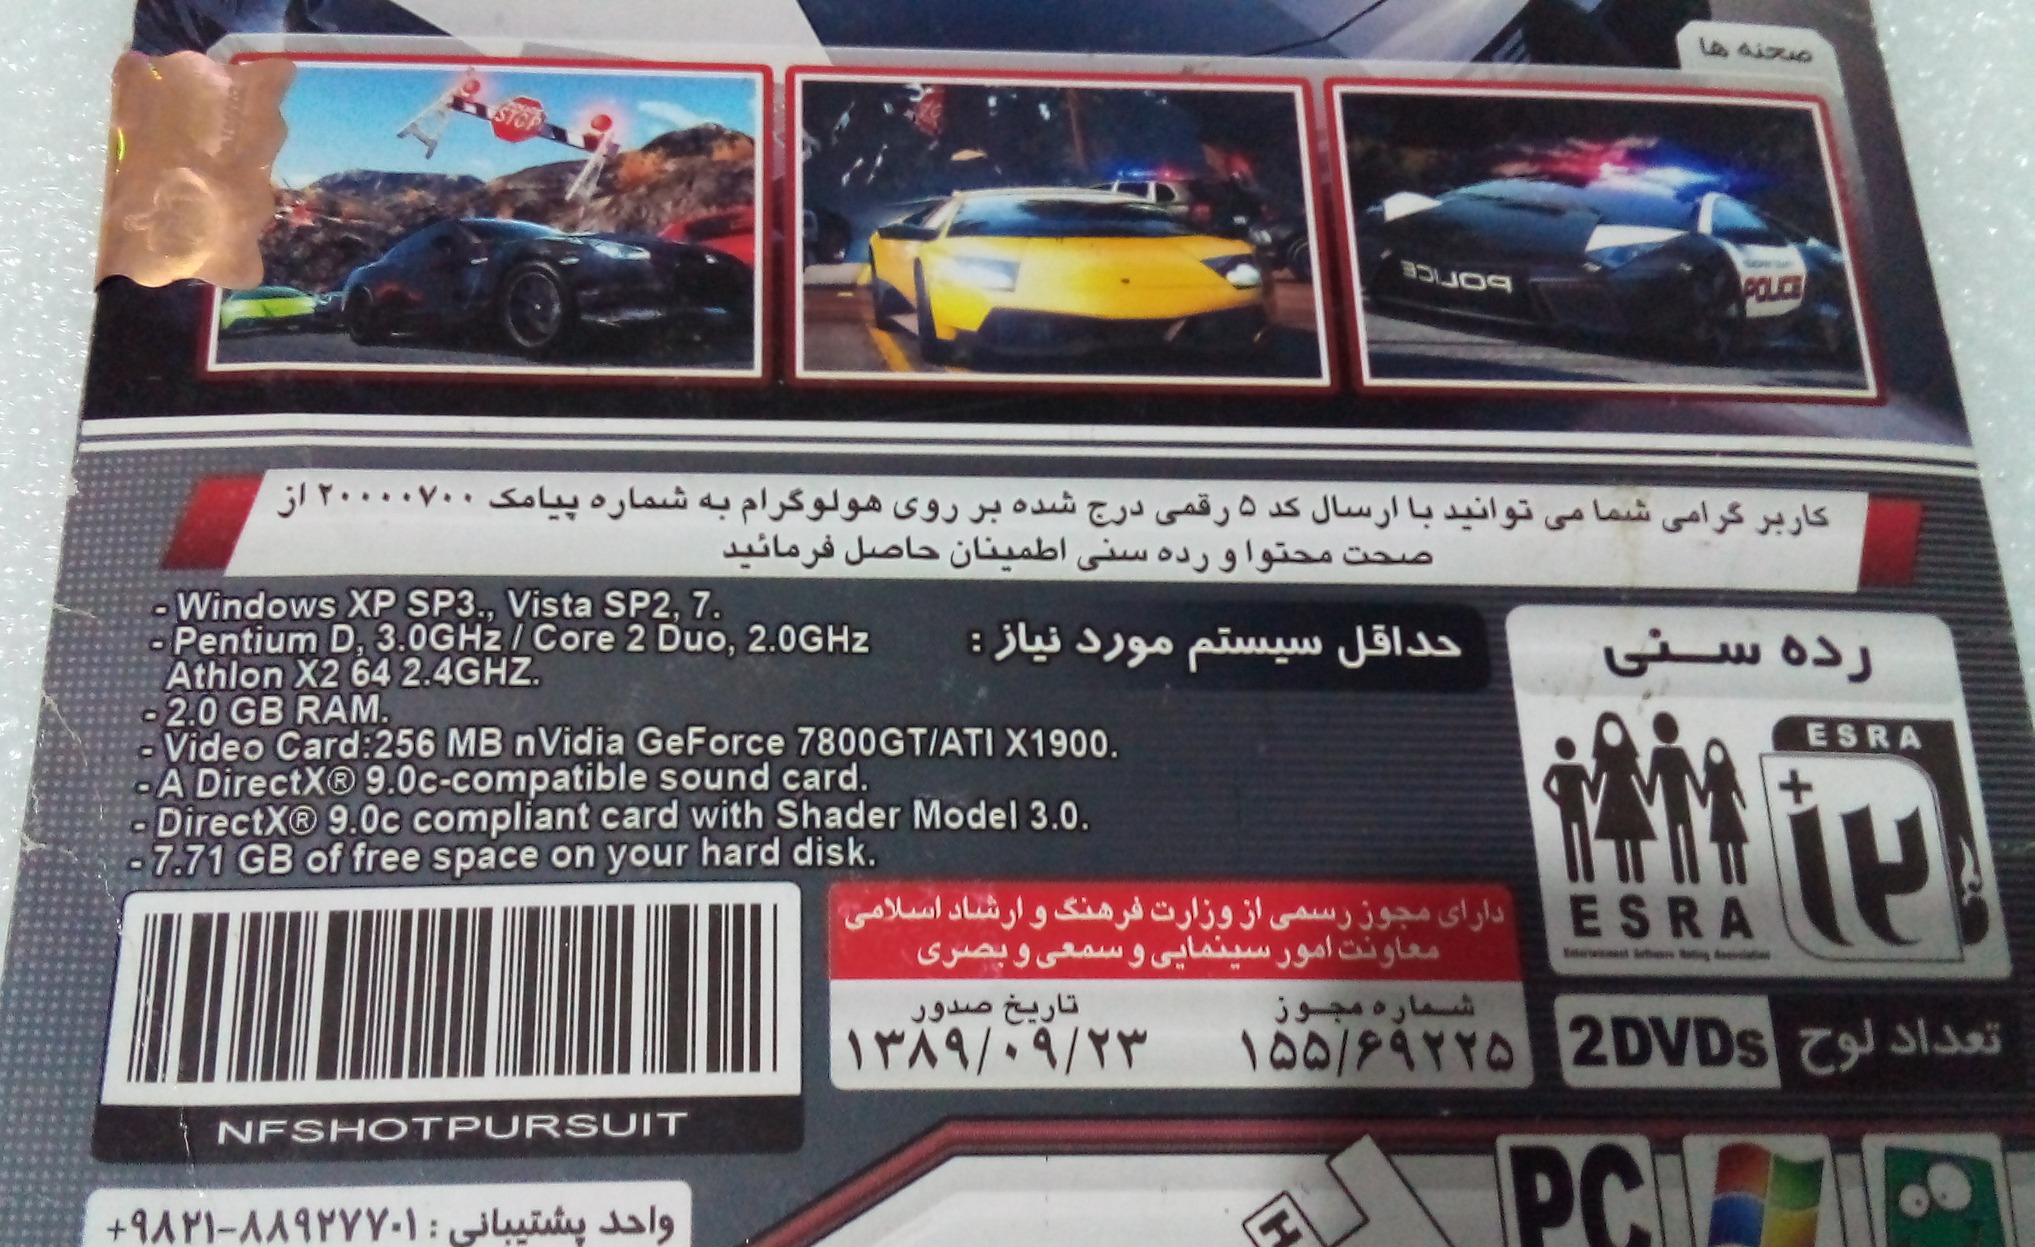 صحنه ها
STOP
POLICE
POLICE
کاربر گرامی شما می توانید با ارسال کد ۵ رقمی درج شده بر روی هولوگرام به شماره پیامک ۲۰۰۰۰۷۰۰ از
صحت محتوا و رده سنی اطمینان حاصل فرمائید
- Windows XP SP3., Vista SP2, 7.
- Pentium D, 3.0GHz / Core 2 Duo, 2.0GHz
Athlon X2 64 2.4GHZ.
- 2.0 GB RAM.
- Video Card:256 MB nVidia GeForce 7800GT/ATI X1900.
- A DirectX® 9.0c-compatible sound card.
- DirectX® 9.0c compliant card with Shader Model 3.0.
- 7.71 GB of free space on your hard disk.
حداقل سیستم مورد نیاز :
رده سـنی
ESRA
+۱۲
ESRA
Entertainment Software Rating Association
دارای مجوز رسمی از وزارت فرهنگ و ارشاد اسلامی
معاونت امور سینمایی و سمعی و بصری
شماره مجوز
۱۵۵/۶۹۲۲۵
تاریخ صدور
۱۳۸۹/۰۹/۲۳
تعداد لوح
2DVDs
NFSHOTPURSUIT
واحد پشتیبانی : ۸۸۹۲۷۷۰۱-۹۸۲۱+
PC
H